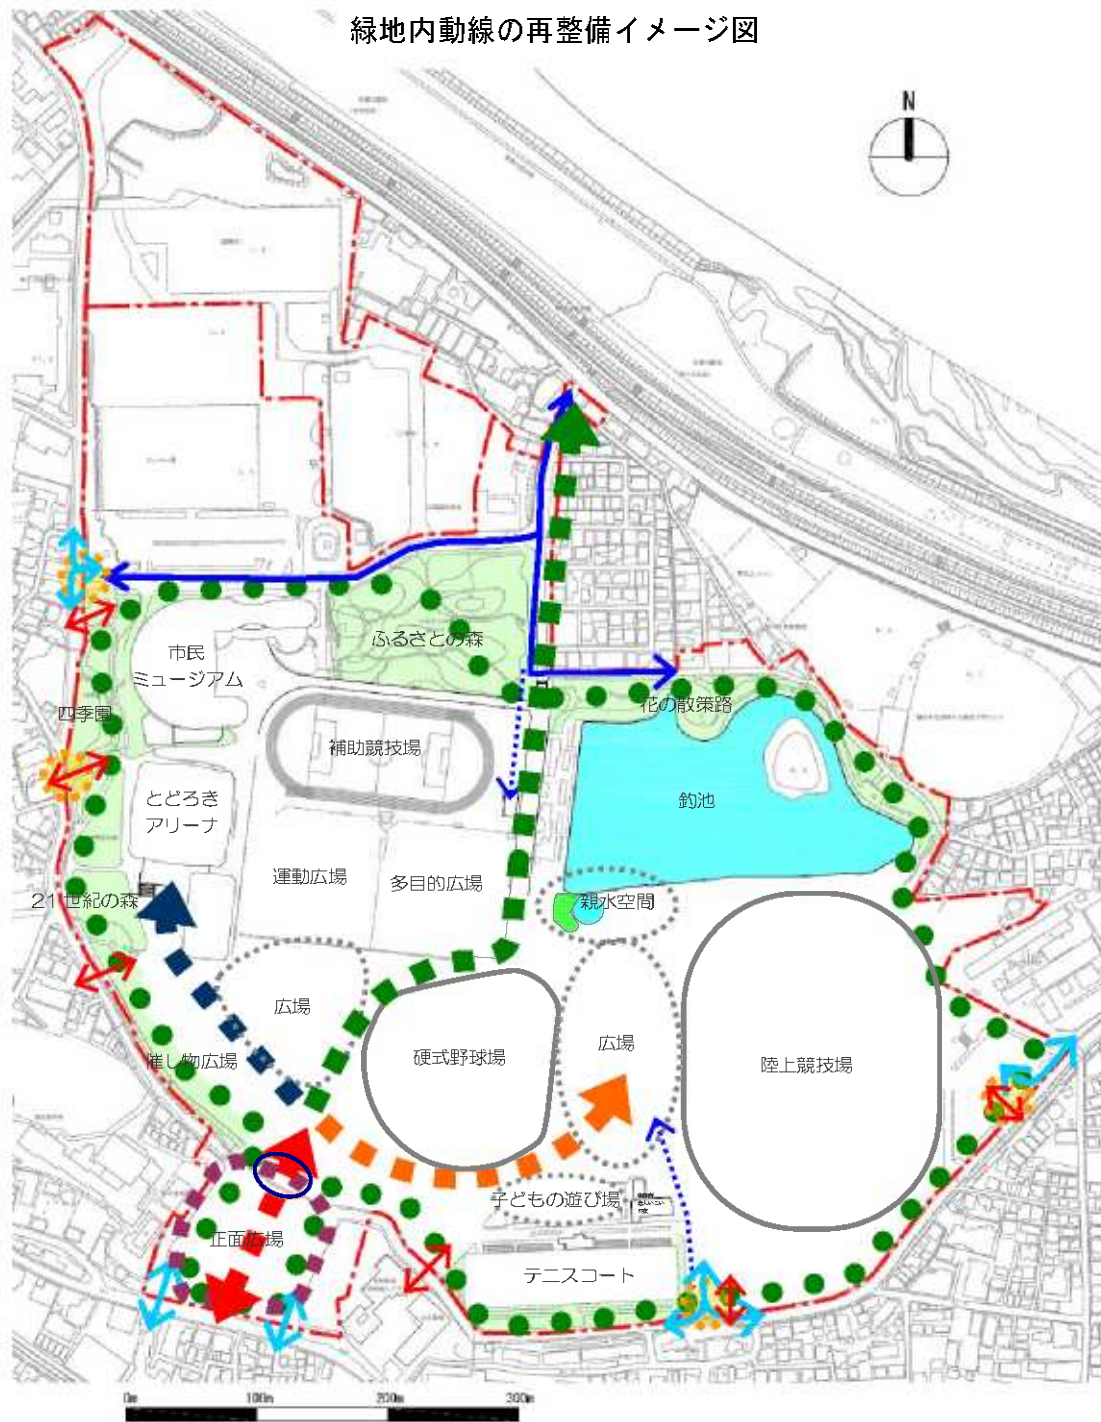 緑地内動線の再整備イメージ図
N
ふるさとの森
市民
ミュージアム
四季園
花の散策路
補助競技場
とどろき
アリーナ
釣池
運動広場
多目的広場
21世紀の森
親水空間
広場
硬式野球場
広場
陸上競技場
催し物広場
子どもの遊び場
正面広場
テニスコート
0m
100m
200m
300m